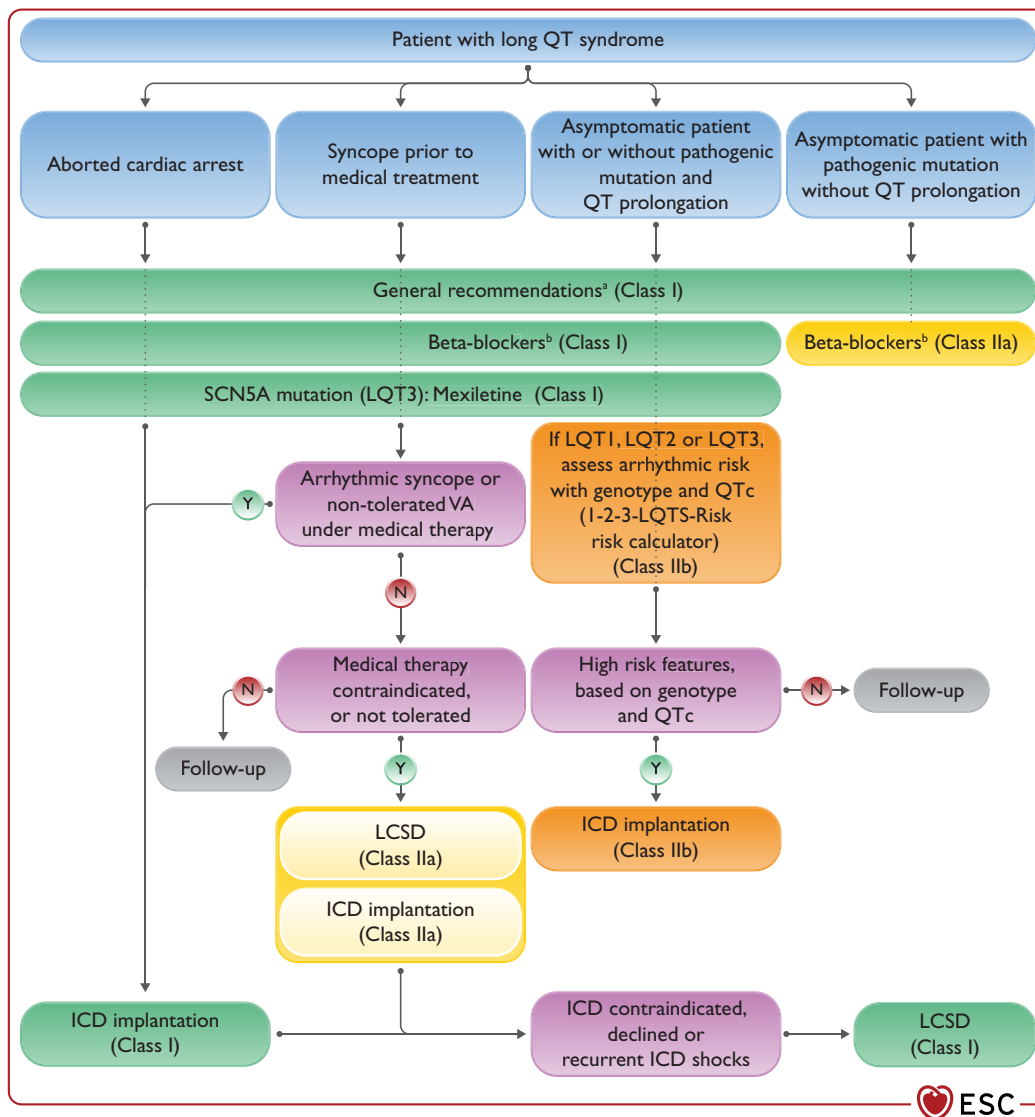 Patient with long QT syndrome
Aborted cardiac arrest
Syncope prior to
medical treatment
Asymptomatic patient
with or without pathogenic
mutation and
QT prolongation
Asymptomatic patient with
pathogenic mutation
without QT prolongation
General recommendationsᵃ (Class I)
Beta-blockersᵇ (Class I)
Beta-blockersᵇ (Class IIa)
SCN5A mutation (LQT3): Mexiletine (Class I)
Arrhythmic syncope or
non-tolerated VA
under medical therapy
Y
N
If LQT1, LQT2 or LQT3,
assess arrhythmic risk
with genotype and QTc
(1-2-3-LQTS-Risk
risk calculator)
(Class IIb)
Medical therapy
contraindicated,
or not tolerated
N
Follow-up
Y
High risk features,
based on genotype
and QTc
N
Follow-up
Y
LCSD
(Class IIa)
ICD implantation
(Class IIa)
ICD implantation
(Class IIb)
ICD implantation
(Class I)
ICD contraindicated,
declined or
recurrent ICD shocks
LCSD
(Class I)
ESC